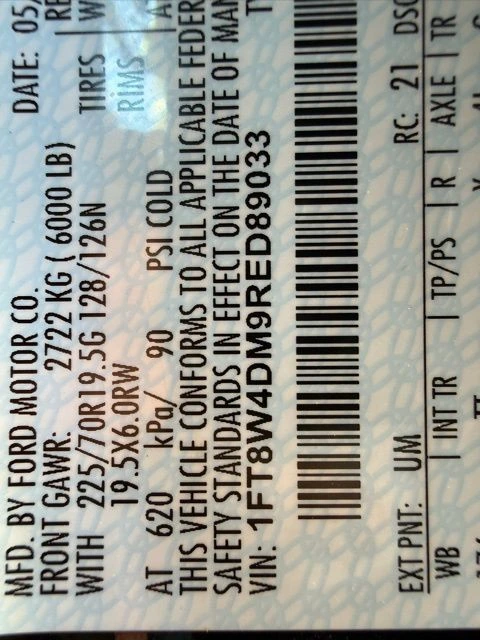 MFD. BY FORD MOTOR CO.
DATE: 05,
FRONT GAWR: 2722 KG ( 6000 LB)
WITH 225/70R19.5G 128/126N TIRES
19.5X6.0RW RIMS
AT 620 kPa/ 90 PSI COLD
THIS VEHICLE CONFORMS TO ALL APPLICABLE FEDER
SAFETY STANDARDS IN EFFECT ON THE DATE OF MAN
VIN: 1FT8W4DM9RED89033
EXT PNT: UM RC: 21 DSO
WB | INT TR | TP/PS | R | AXLE | TR